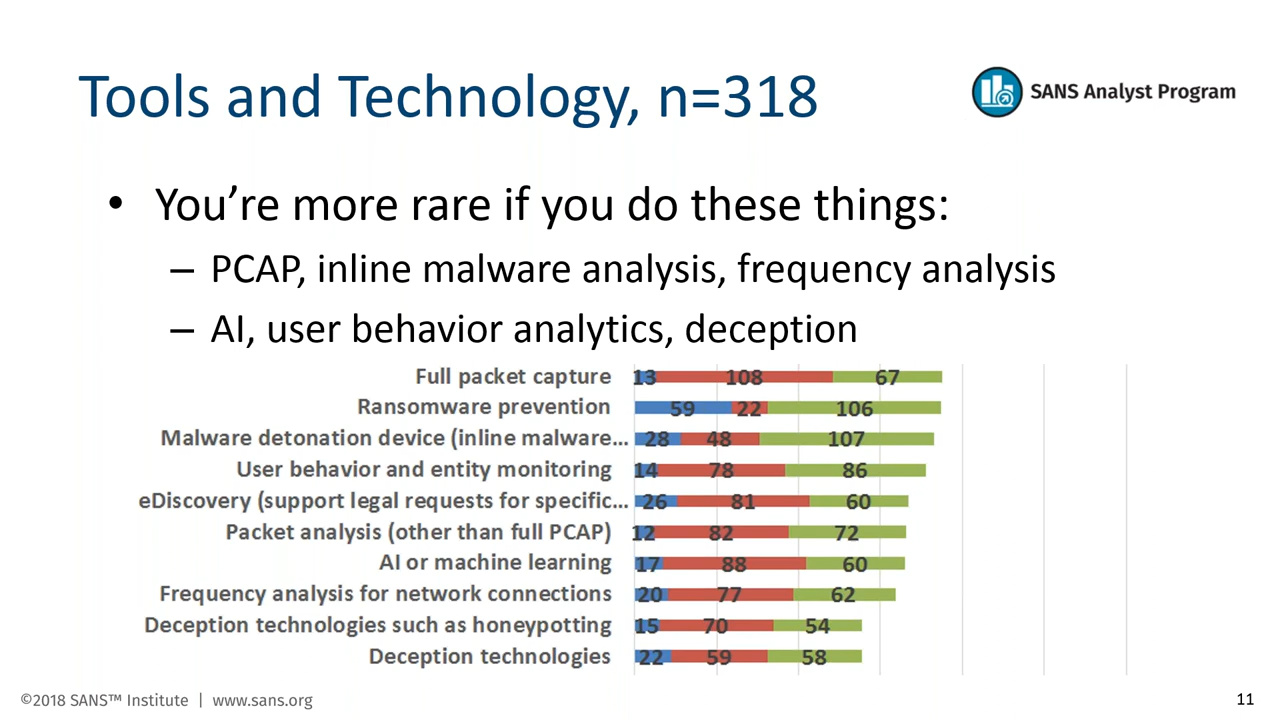 Tools and Technology, n=318
SANS Analyst Program
• You’re more rare if you do these things:
– PCAP, inline malware analysis, frequency analysis
– AI, user behavior analytics, deception
Full packet capture 13 108 67
Ransomware prevention 59 22 106
Malware detonation device (inline malware... 28 48 107
User behavior and entity monitoring 14 78 86
eDiscovery (support legal requests for specific... 26 81 60
Packet analysis (other than full PCAP) 12 82 72
AI or machine learning 17 88 60
Frequency analysis for network connections 20 77 62
Deception technologies such as honeypotting 15 70 54
Deception technologies 22 59 58
©2018 SANS™ Institute | www.sans.org
11